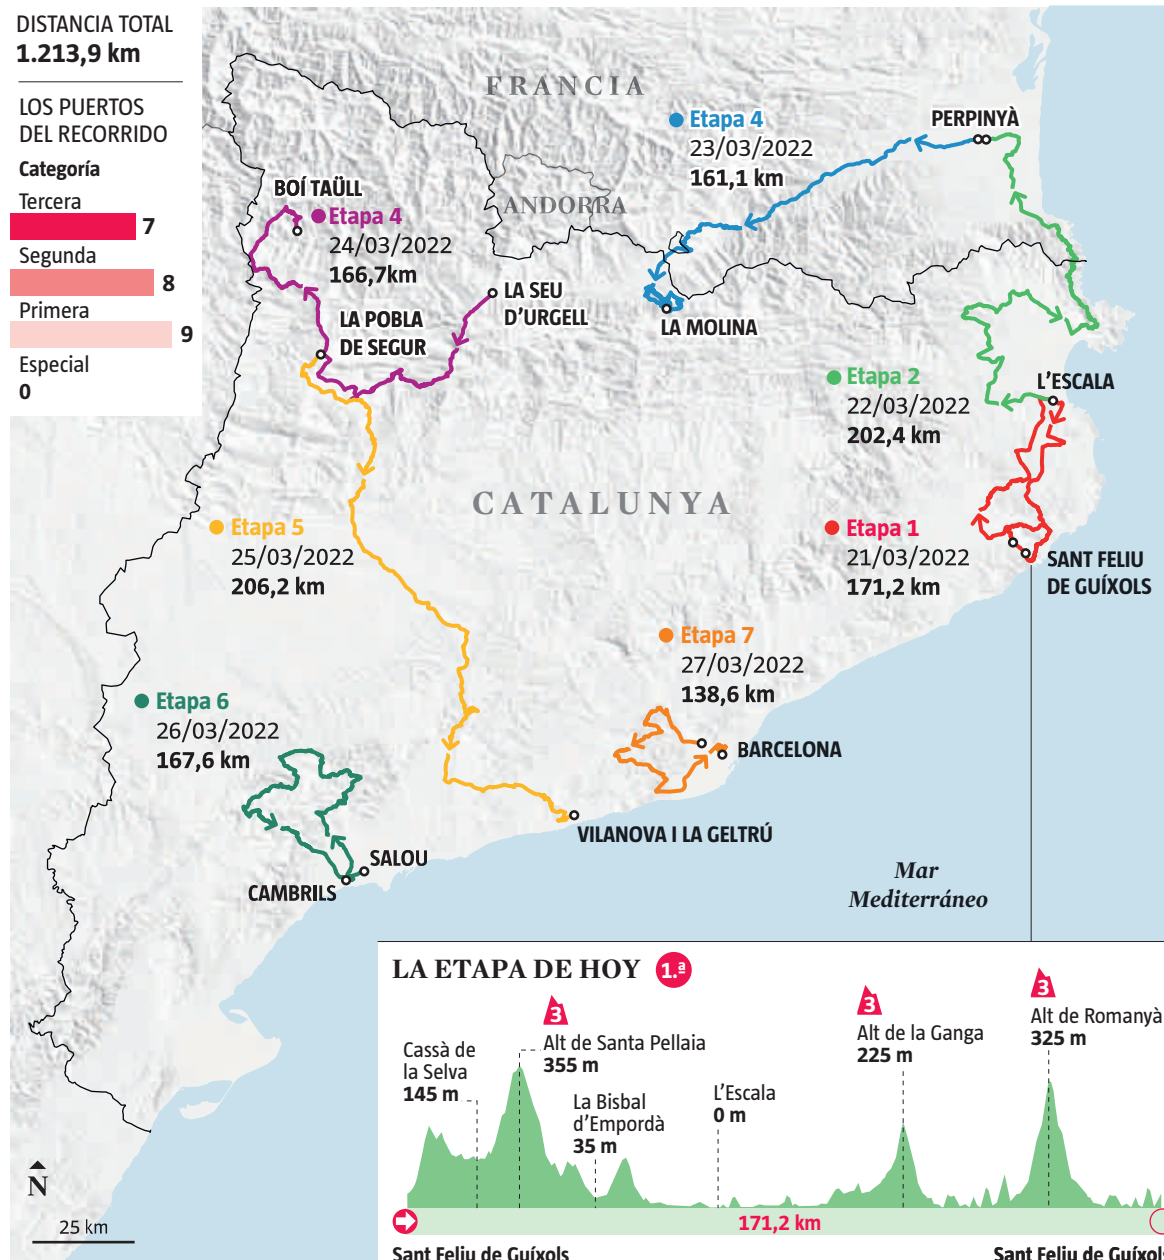 DISTANCIA TOTAL
1.213,9 km
LOS PUERTOS
DEL RECORRIDO
Categoría
Tercera
7
Segunda
8
Primera
9
Especial
0
FRANCIA
ANDORRA
CATALUNYA
PERPINYÀ
Etapa 4
23/03/2022
161,1 km
BOÍ TAÜLL
Etapa 4
24/03/2022
166,7km
LA SEU
D'URGELL
LA POBLA
DE SEGUR
LA MOLINA
Etapa 2
22/03/2022
202,4 km
L'ESCALA
Etapa 5
25/03/2022
206,2 km
Etapa 1
21/03/2022
171,2 km
SANT FELIU
DE GUÍXOLS
Etapa 7
27/03/2022
138,6 km
BARCELONA
Etapa 6
26/03/2022
167,6 km
VILANOVA I LA GELTRÚ
SALOU
CAMBRILS
Mar
Mediterráneo
N
25 km
LA ETAPA DE HOY 1.ª
Cassà de
la Selva
145 m
3
Alt de Santa Pellaia
355 m
La Bisbal
d'Empordà
35 m
L'Escala
0 m
3
Alt de la Ganga
225 m
3
Alt de Romanyà
325 m
171,2 km
Sant Feliu de Guíxols
Sant Feliu de Guíxols